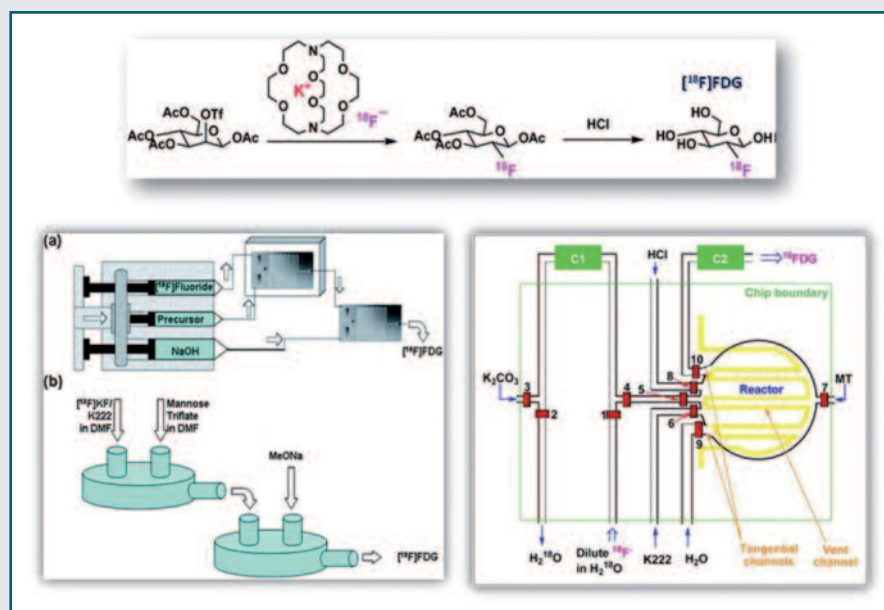 [¹⁸F]FDG
AcO
OTf
AcO
AcO
OAc
N
O
O
O
K⁺
O
O
O
N
¹⁸F⁻
AcO
AcO
AcO
OAc
¹⁸F
HCl
HO
HO
HO
OH
¹⁸F
(a)
[¹⁸F]Fluoride
Precursor
NaOH
[¹⁸F]FDG
(b)
[¹⁸F]KF/
K222
in DMF
Mannose
Triflate
in DMF
MeONa
[¹⁸F]FDG
C1
HCl
C2
¹⁸FDG
Chip boundary
K₂CO₃
3
2
1
4
5
8
10
6
9
Reactor
7
MT
H₂¹⁸O
Dilute ¹⁸F⁻
in H₂¹⁸O
K222
H₂O
Tangential
channels
Vent
channel